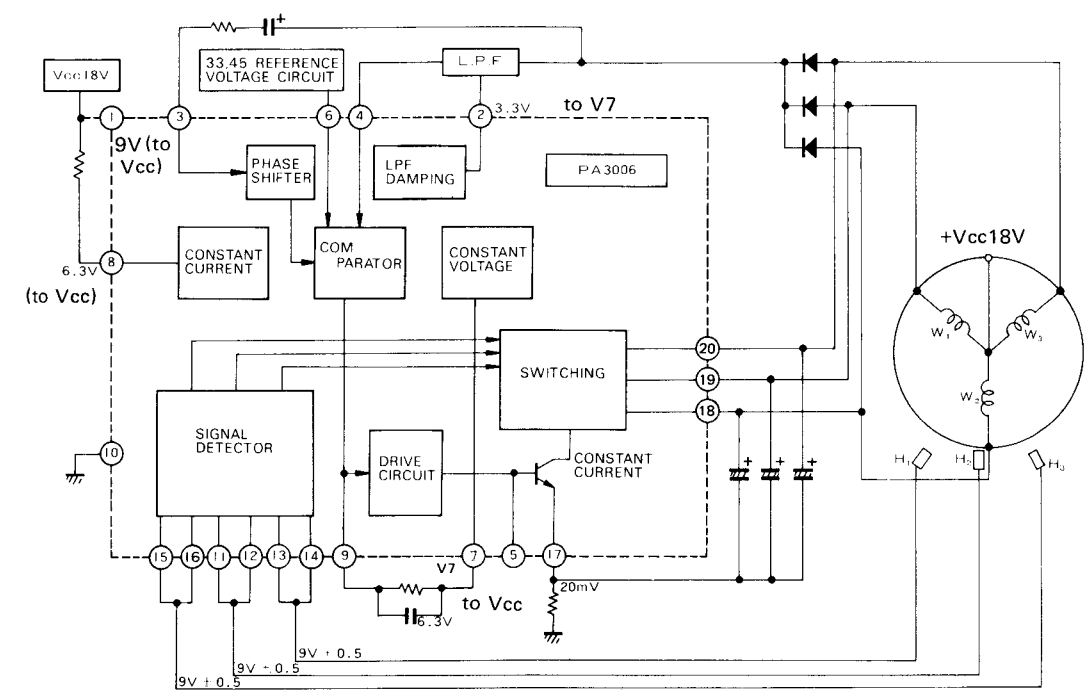 33,45 REFERENCE
VOLTAGE CIRCUIT
L.P.F
Vcc18V
1
3
6
4
2
3.3V
to V7
9V (to
Vcc)
PHASE
SHIFTER
LPF
DAMPING
PA3006
+Vcc18V
8
6.3V
(to Vcc)
CONSTANT
CURRENT
COM
PARATOR
CONSTANT
VOLTAGE
W1
W3
W2
20
19
18
SWITCHING
SIGNAL
DETECTOR
10
DRIVE
CIRCUIT
CONSTANT
CURRENT
+
+
+
+
H1
H2
H3
15
16
11
12
13
14
9
7
5
17
V7
to Vcc
6.3V
20mV
9V + 0.5
9V + 0.5
9V + 0.5